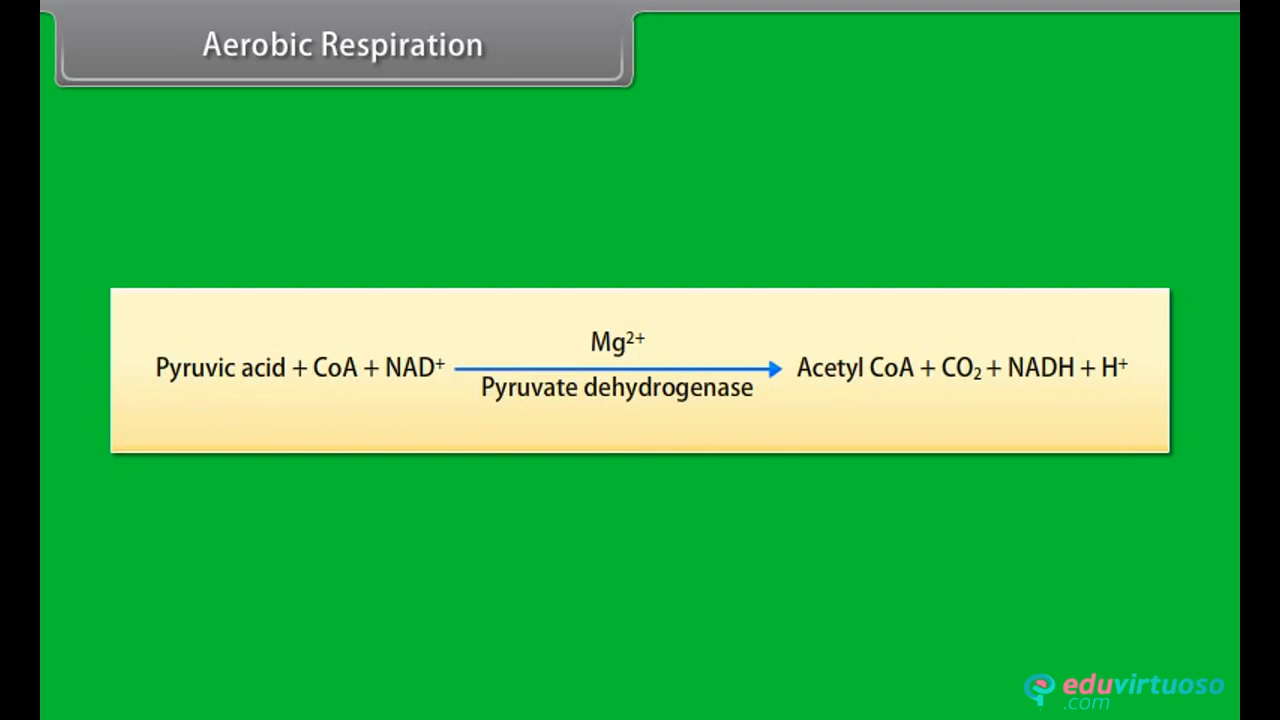 Aerobic Respiration
Mg²⁺
Pyruvic acid + CoA + NAD⁺ → Acetyl CoA + CO₂ + NADH + H⁺
Pyruvate dehydrogenase
eduvirtuoso
.com